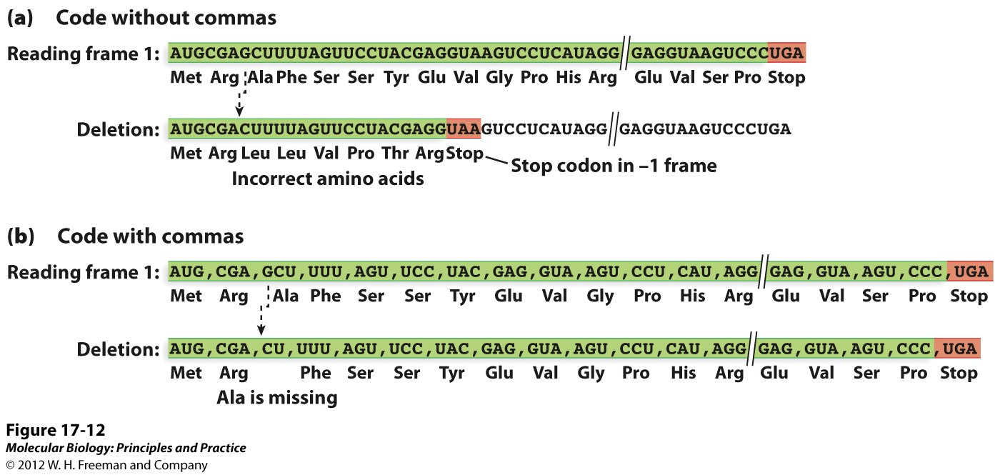 (a) Code without commas
Reading frame 1: AUGCGAGCUUUUAGUUCCUACGAGGUAAGUCCUCAUAGG//GAGGUAAGUCCCUGA
Met Arg Ala Phe Ser Ser Tyr Glu Val Gly Pro His Arg Glu Val Ser Pro Stop
Deletion: AUGCGACUUUUAGUUCCUACGAGGUAAGUCCUCAUAGG//GAGGUAAGUCCCUGA
Met Arg Leu Leu Val Pro Thr Arg Stop
Stop codon in –1 frame
Incorrect amino acids
(b) Code with commas
Reading frame 1: AUG,CGA,GCU,UUU,AGU,UCC,UAC,GAG,GUA,AGU,CCU,CAU,AGG//GAG,GUA,AGU,CCC,UGA
Met Arg Ala Phe Ser Ser Tyr Glu Val Gly Pro His Arg Glu Val Ser Pro Stop
Deletion: AUG,CGA,CU,UUU,AGU,UCC,UAC,GAG,GUA,AGU,CCU,CAU,AGG//GAG,GUA,AGU,CCC,UGA
Met Arg Phe Ser Ser Tyr Glu Val Gly Pro His Arg Glu Val Ser Pro Stop
Ala is missing
Figure 17-12
Molecular Biology: Principles and Practice
© 2012 W. H. Freeman and Company